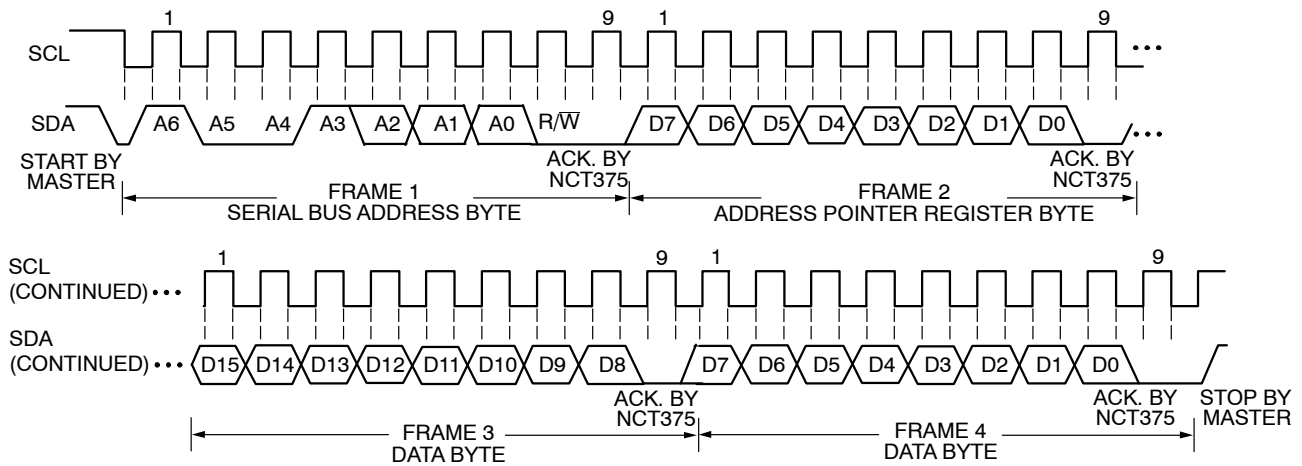 1 9 1 9
SCL
SDA A6 A5 A4 A3 A2 A1 A0 R/W̅ D7 D6 D5 D4 D3 D2 D1 D0
START BY
MASTER
ACK. BY
NCT375
ACK. BY
NCT375
FRAME 1
SERIAL BUS ADDRESS BYTE
FRAME 2
ADDRESS POINTER REGISTER BYTE
1 9 1 9
SCL
(CONTINUED)
SDA
(CONTINUED)
D15 D14 D13 D12 D11 D10 D9 D8 D7 D6 D5 D4 D3 D2 D1 D0
ACK. BY
NCT375
ACK. BY
NCT375
STOP BY
MASTER
FRAME 3
DATA BYTE
FRAME 4
DATA BYTE